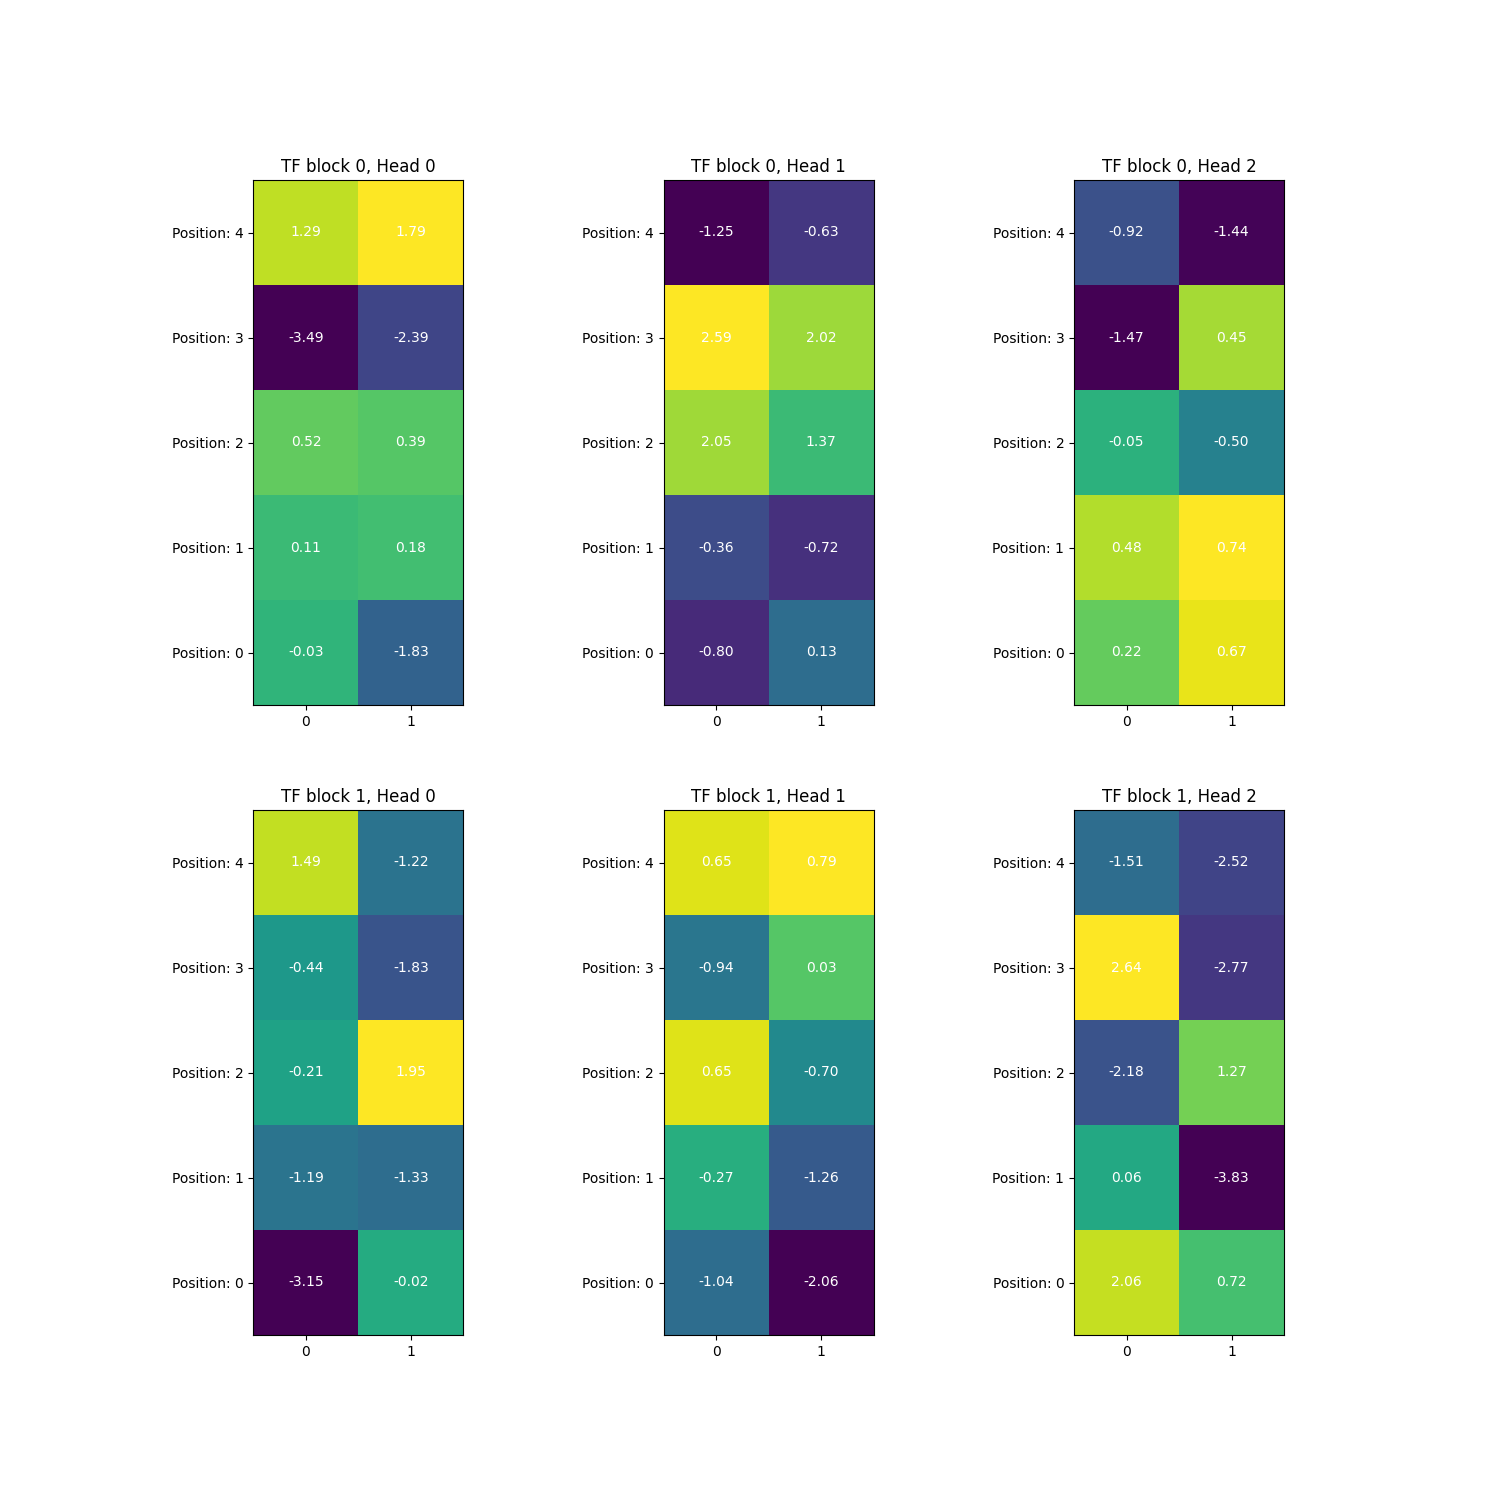 TF block 0, Head 0 TF block 0, Head 1 TF block 0, Head 2
Position: 4 1.29 1.79 Position: 4 -1.25 -0.63 Position: 4 -0.92 -1.44
Position: 3 -3.49 -2.39 Position: 3 2.59 2.02 Position: 3 -1.47 0.45
Position: 2 0.52 0.39 Position: 2 2.05 1.37 Position: 2 -0.05 -0.50
Position: 1 0.11 0.18 Position: 1 -0.36 -0.72 Position: 1 0.48 0.74
Position: 0 -0.03 -1.83 Position: 0 -0.80 0.13 Position: 0 0.22 0.67
0 1 0 1 0 1
TF block 1, Head 0 TF block 1, Head 1 TF block 1, Head 2
Position: 4 1.49 -1.22 Position: 4 0.65 0.79 Position: 4 -1.51 -2.52
Position: 3 -0.44 -1.83 Position: 3 -0.94 0.03 Position: 3 2.64 -2.77
Position: 2 -0.21 1.95 Position: 2 0.65 -0.70 Position: 2 -2.18 1.27
Position: 1 -1.19 -1.33 Position: 1 -0.27 -1.26 Position: 1 0.06 -3.83
Position: 0 -3.15 -0.02 Position: 0 -1.04 -2.06 Position: 0 2.06 0.72
0 1 0 1 0 1